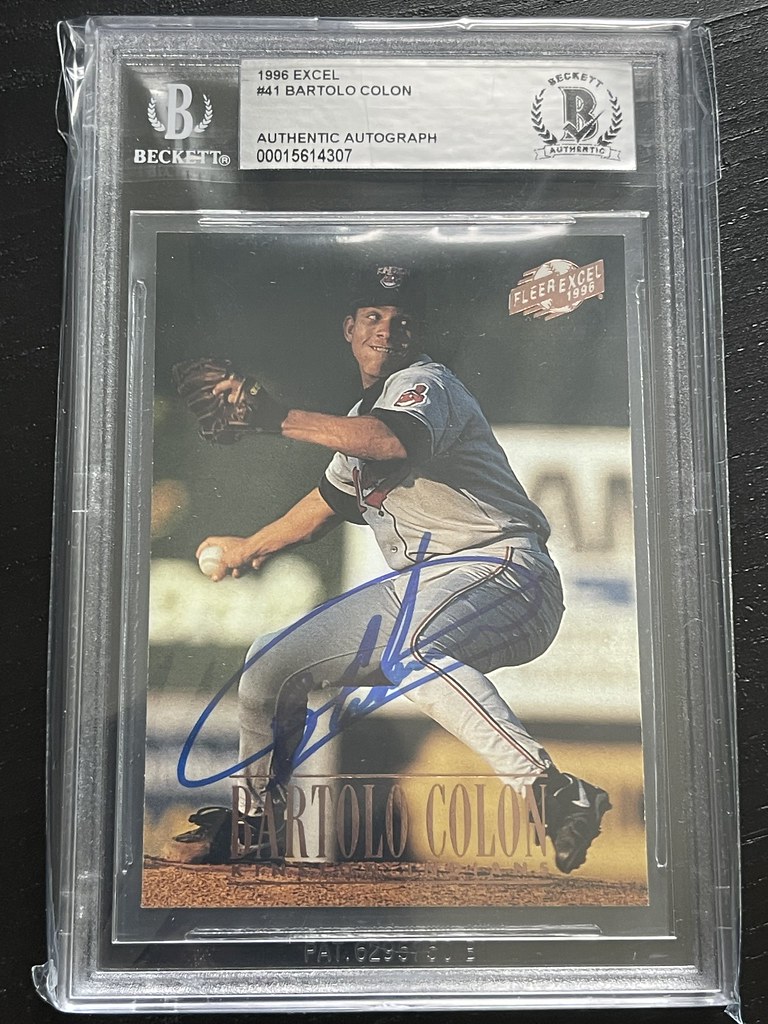 1996 EXCEL
#41 BARTOLO COLON
AUTHENTIC AUTOGRAPH
00015614307
B
BECKETT®
BECKETT
B
AUTHENTIC
FLEER EXCEL
1996
BARTOLO COLON